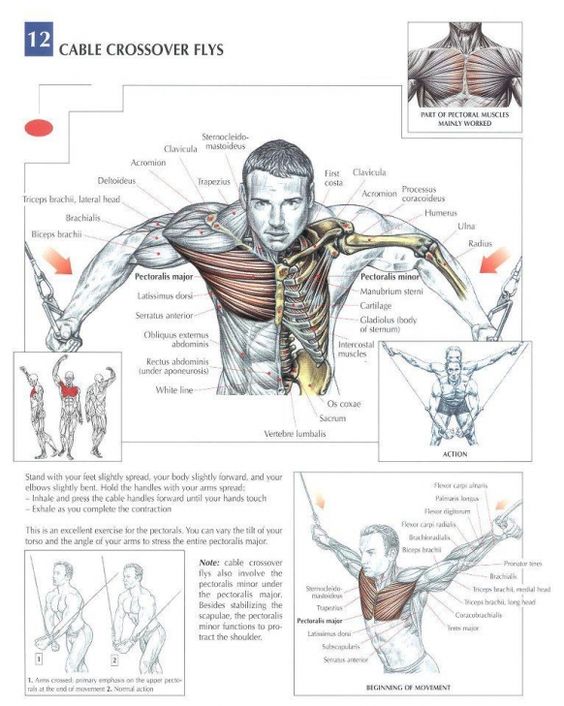 12
CABLE CROSSOVER FLYS
PART OF PECTORAL MUSCLES
MAINLY WORKED
Sternocleido-
mastoideus
Clavicula
Acromion
Trapezius
Deltoideus
Triceps brachii, lateral head
Brachialis
Biceps brachii
First
costa
Clavicula
Acromion
Processus
coracoideus
Humerus
Ulna
Radius
Pectoralis major
Latissimus dorsi
Serratus anterior
Obliquus externus
abdominis
Rectus abdominis
(under aponeurosis)
White line
Pectoralis minor
Manubrium sterni
Cartilage
Gladiolus (body
of sternum)
Intercostal
muscles
Os coxae
Sacrum
Vertebre lumbalis
ACTION
Stand with your feet slightly spread, your body slightly forward, and your
elbows slightly bent. Hold the handles with your arms spread:
– Inhale and press the cable handles forward until your hands touch
– Exhale as you complete the contraction
This is an excellent exercise for the pectorals. You can vary the tilt of your
torso and the angle of your arms to stress the entire pectoralis major.
1
2
1. Arms crossed: primary emphasis on the upper pecto-
rals at the end of movement 2. Normal action
Note: cable crossover
flys also involve the
pectoralis minor under
the pectoralis major.
Besides stabilizing the
scapulae, the pectoralis
minor functions to pro-
tract the shoulder.
Flexor carpi ulnaris
Palmaris longus
Flexor digitorum
Flexor carpi radialis
Brachioradialis
Biceps brachii
Pronator teres
Brachialis
Triceps brachii, medial head
Triceps brachii, long head
Coracobrachialis
Teres major
Sternocleido-
mastoideus
Trapezius
Pectoralis major
Latissimus dorsi
Subscapularis
Serratus anterior
BEGINNING OF MOVEMENT